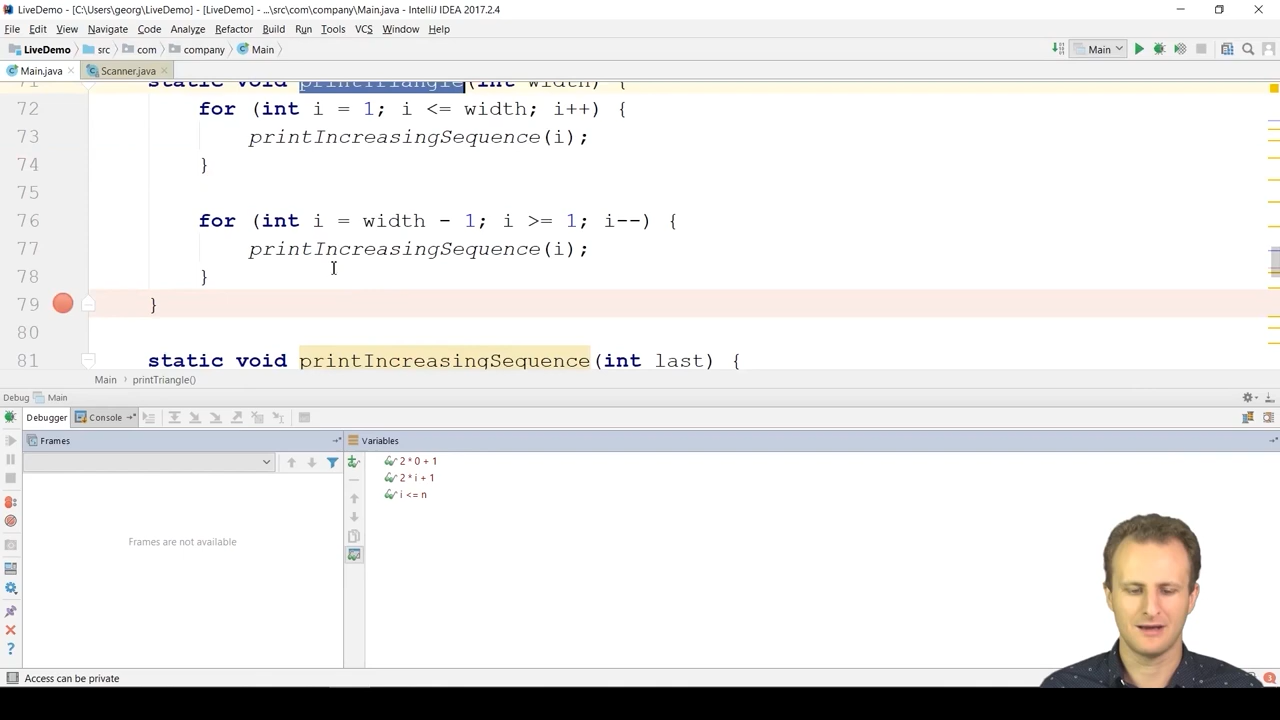 LiveDemo - [C:\Users\georg\LiveDemo] - [LiveDemo] - ...\src\com\company\Main.java - IntelliJ IDEA 2017.2.4
File Edit View Navigate Code Analyze Refactor Build Run Tools VCS Window Help
LiveDemo src com company Main Main
Main.java Scanner.java
71 static void printTriangle(int width) {
72 for (int i = 1; i <= width; i++) {
73 printIncreasingSequence(i);
74 }
75
76 for (int i = width - 1; i >= 1; i--) {
77 printIncreasingSequence(i);
78 }
79 }
80
81 static void printIncreasingSequence(int last) {
Main printTriangle()
Debug Main
Debugger Console
Frames Variables
2 * 0 + 1
2 * i + 1
i <= n
Frames are not available
Access can be private